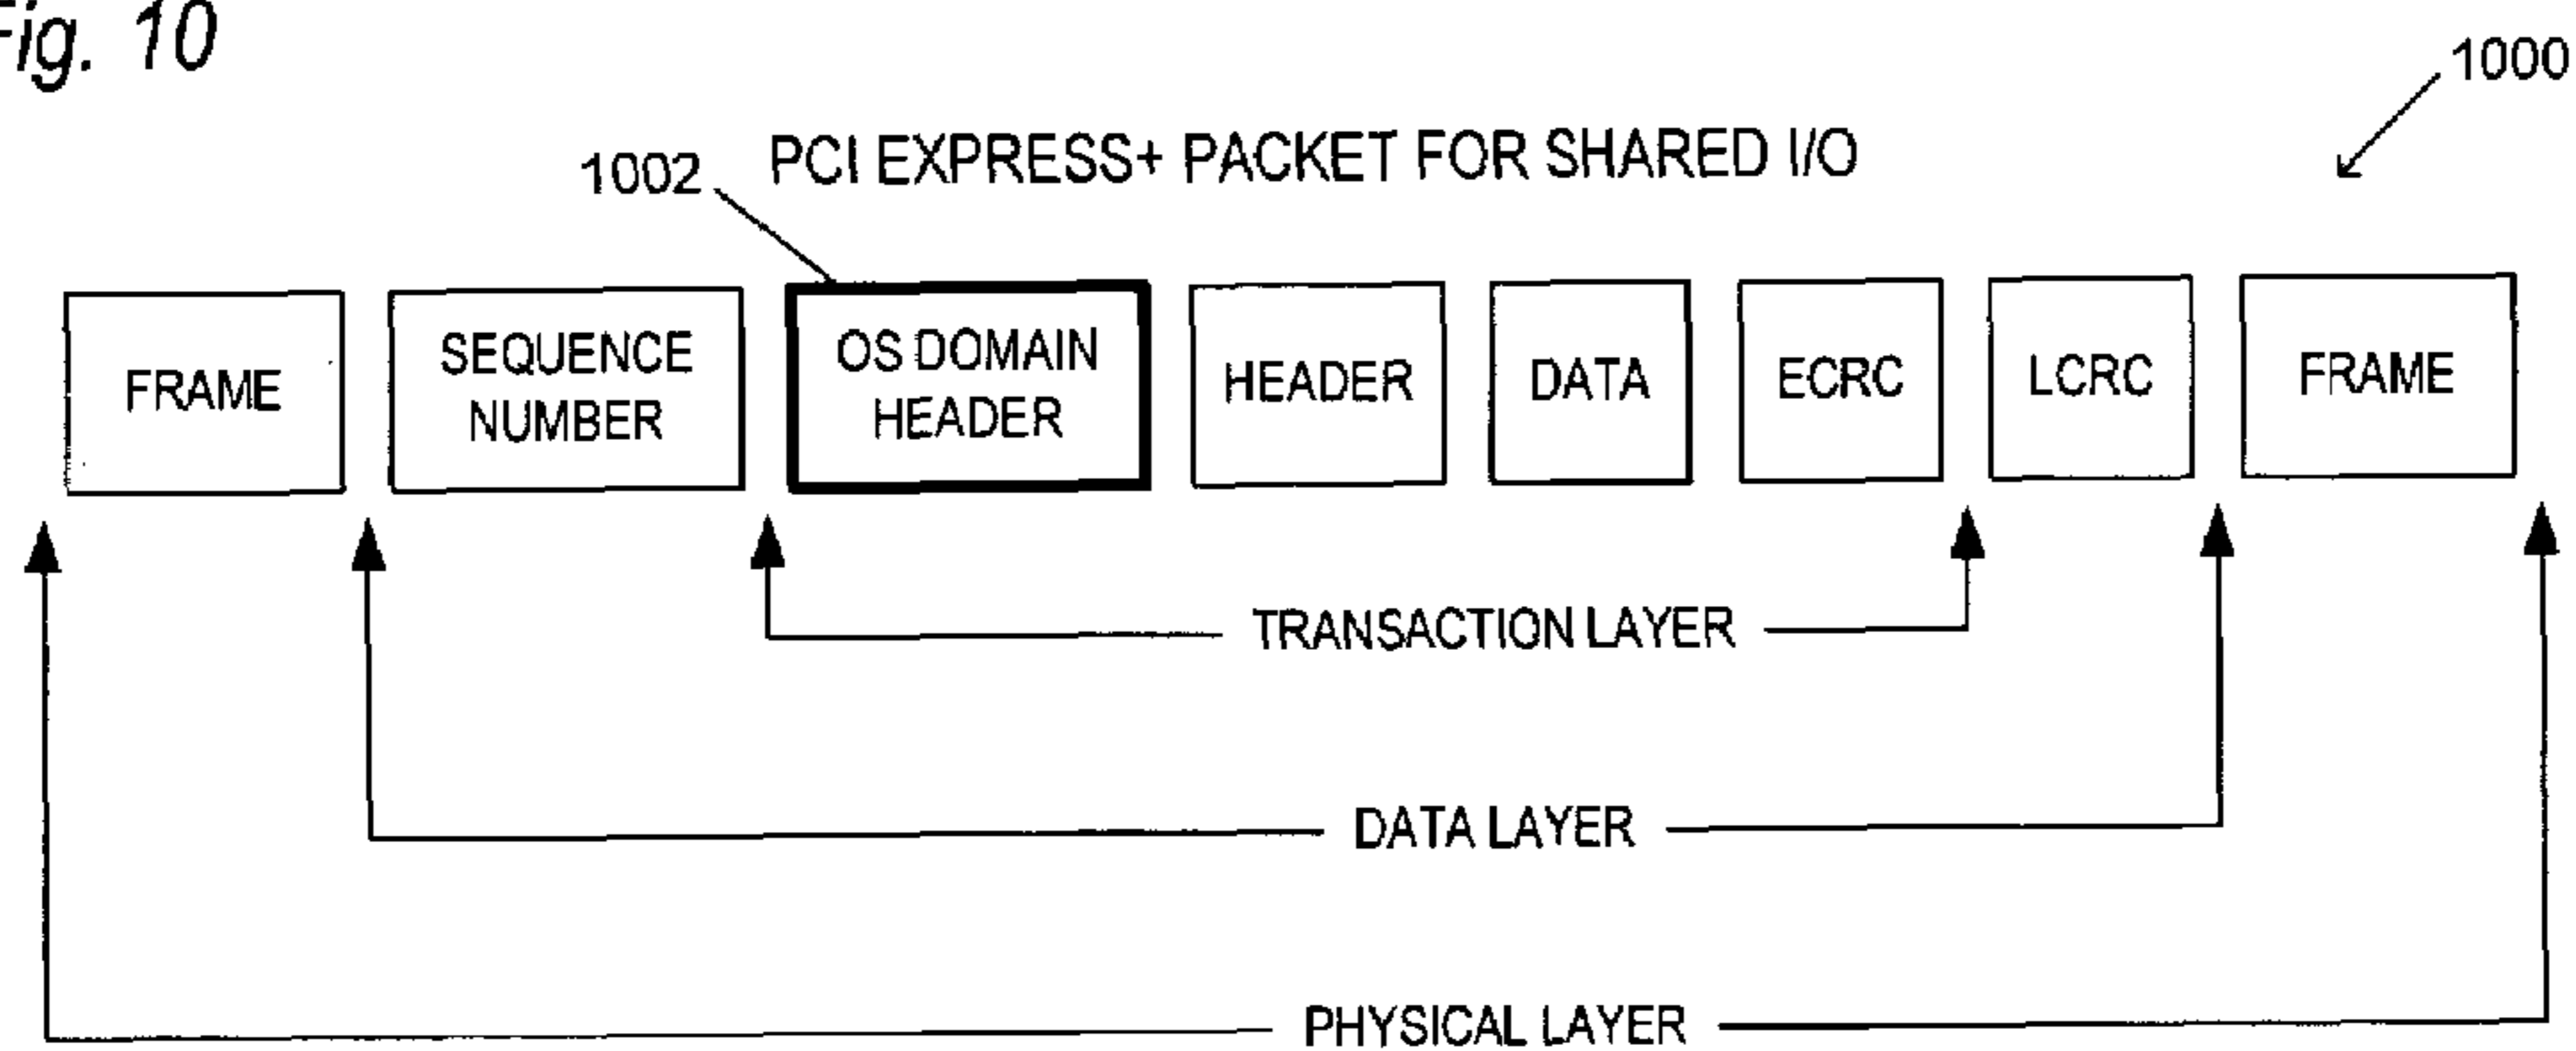 Fig. 10
1000
PCI EXPRESS+ PACKET FOR SHARED I/O
1002
FRAME
SEQUENCE
NUMBER
OS DOMAIN
HEADER
HEADER
DATA
ECRC
LCRC
FRAME
TRANSACTION LAYER
DATA LAYER
PHYSICAL LAYER